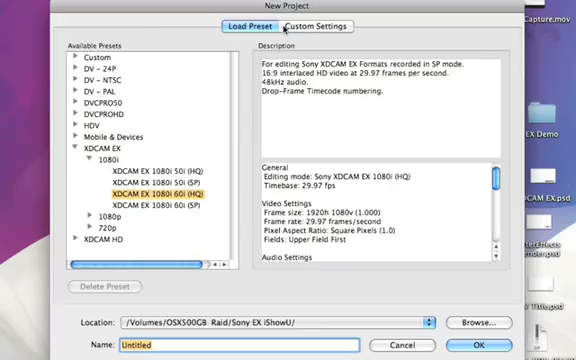 New Project
Load Preset
Custom Settings
Available Presets
Custom
DV - 24P
DV - NTSC
DV - PAL
DVCPRO50
DVCPROHD
HDV
Mobile & Devices
XDCAM EX
1080i
XDCAM EX 1080i 50i (HQ)
XDCAM EX 1080i 50i (SP)
XDCAM EX 1080i 60i (HQ)
XDCAM EX 1080i 60i (SP)
1080p
720p
XDCAM HD
Delete Preset
Description
For editing Sony XDCAM EX Formats recorded in SP mode.
16:9 interlaced HD video at 29.97 frames per second.
48kHz audio.
Drop-Frame Timecode numbering.
General
Editing mode: Sony XDCAM EX 1080i (HQ)
Timebase: 29.97 fps
Video Settings
Frame size: 1920h 1080v (1.000)
Frame rate: 29.97 frames/second
Pixel Aspect Ratio: Square Pixels (1.0)
Fields: Upper Field First
Audio Settings
Location:
/Volumes/OSX500GB Raid/Sony EX iShowU/
Browse...
Name:
Untitled
Cancel
OK
Capture.mov
EX Demo
XDCAM EX.psd
Title.psd